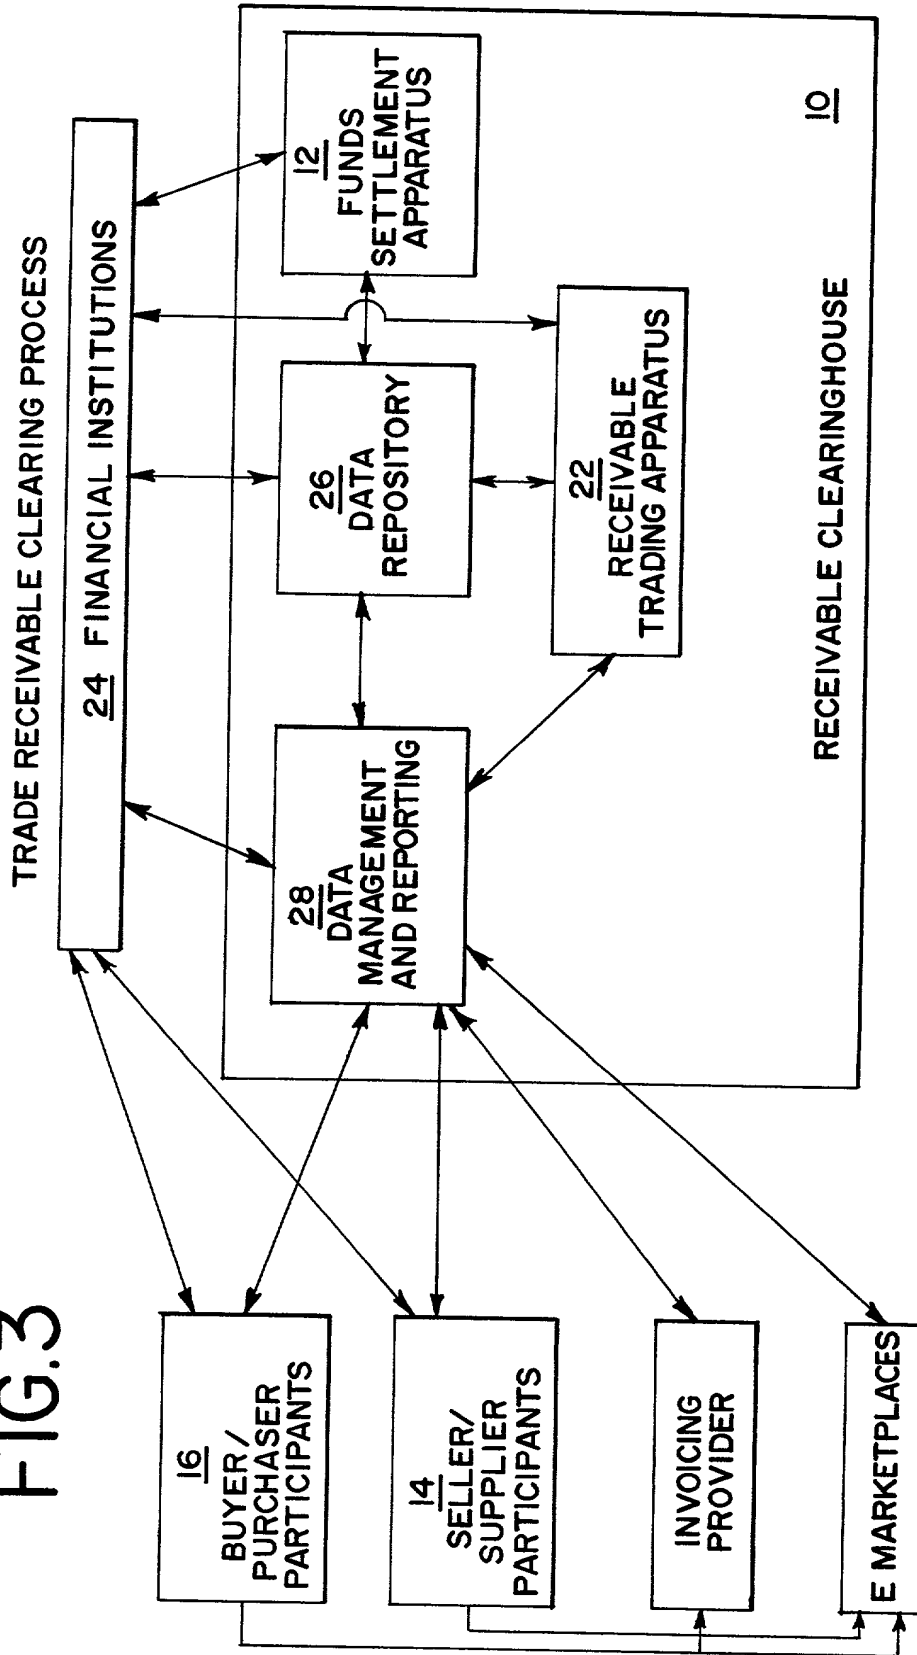 FIG.3
TRADE RECEIVABLE CLEARING PROCESS
24 FINANCIAL INSTITUTIONS
16
BUYER/
PURCHASER
PARTICIPANTS
14
SELLER/
SUPPLIER
PARTICIPANTS
INVOICING
PROVIDER
E MARKETPLACES
28
DATA
MANAGEMENT
AND REPORTING
26
DATA
REPOSITORY
12
FUNDS
SETTLEMENT
APPARATUS
22
RECEIVABLE
TRADING APPARATUS
RECEIVABLE CLEARINGHOUSE
10